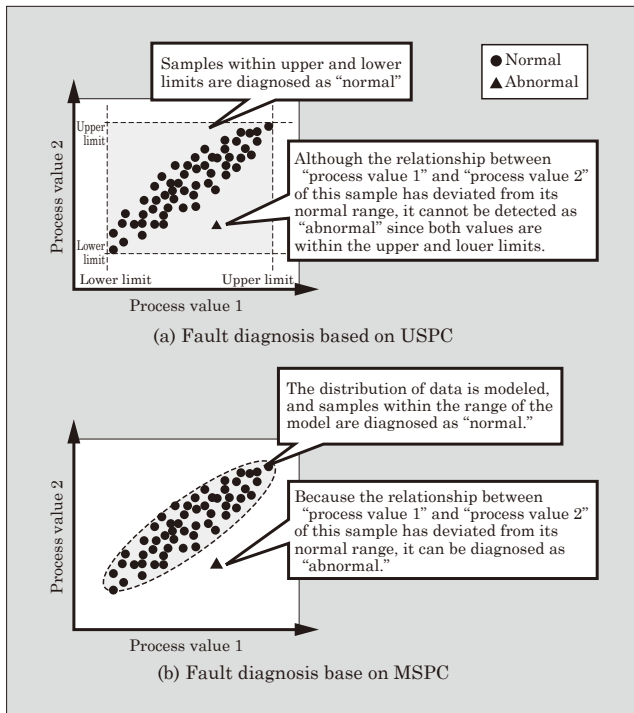 Samples within upper and lower
limits are diagnosed as “normal”
Normal
Abnormal
Process value 2
Upper
limit
Lower
limit
Although the relationship between
“process value 1” and “process value 2”
of this sample has deviated from its
normal range, it cannot be detected as
“abnormal” since both values are
within the upper and louer limits.
Lower limit
Upper limit
Process value 1
(a) Fault diagnosis based on USPC
The distribution of data is modeled,
and samples within the range of the
model are diagnosed as “normal.”
Process value 2
Because the relationship between
“process value 1” and “process value 2”
of this sample has deviated from its
normal range, it can be diagnosed as
“abnormal.”
Process value 1
(b) Fault diagnosis base on MSPC